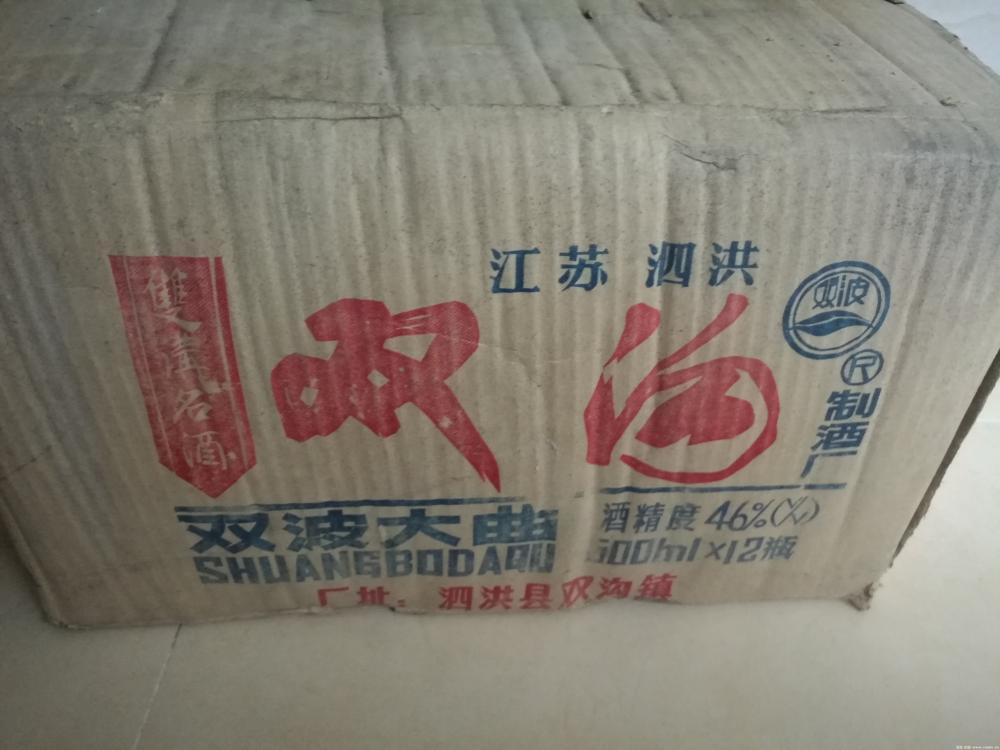 江苏 泗洪
双沟
雙溝名酒
双波
R
制酒厂
双波大曲
SHUANGBODAQU
酒精度46%(V/V)
500ml×12瓶
厂址：泗洪县双沟镇